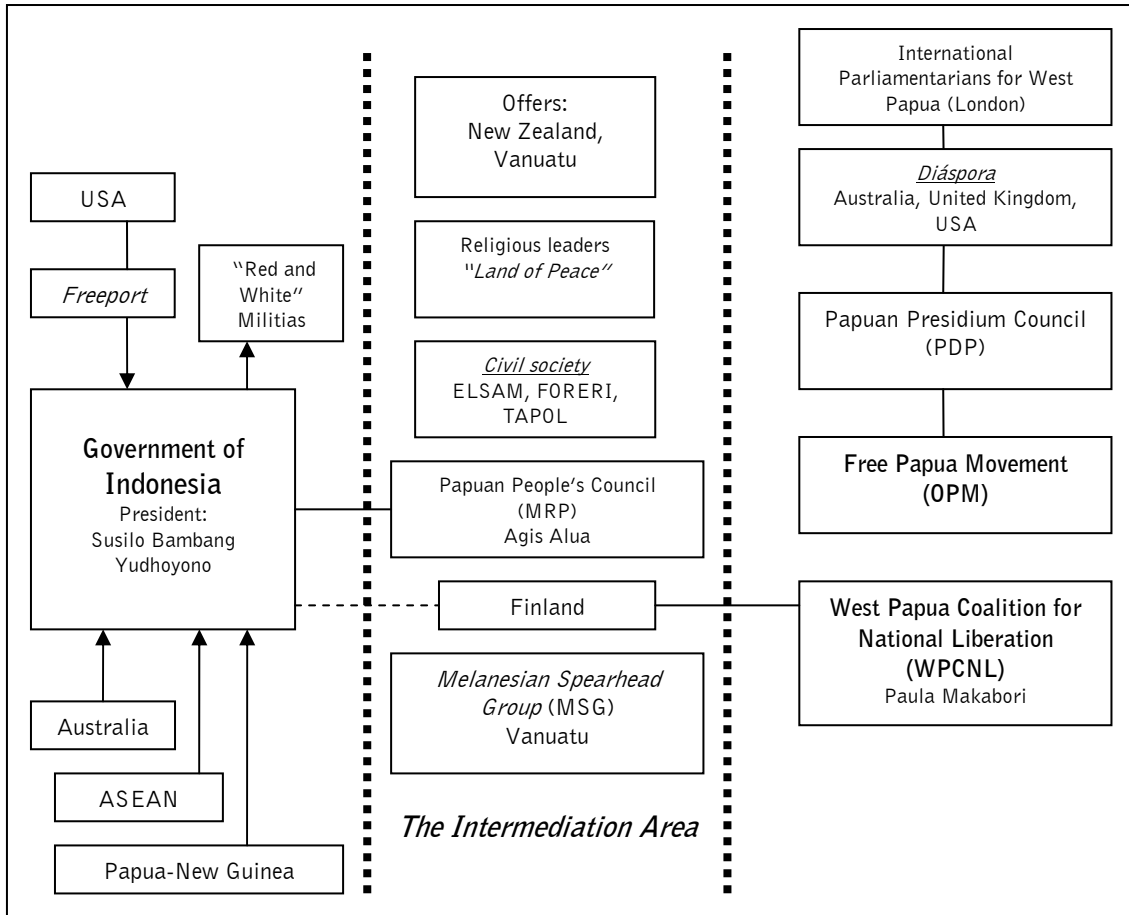 USA
Freeport
"Red and
White"
Militias
Government of
Indonesia
President:
Susilo Bambang
Yudhoyono
Australia
ASEAN
Papua-New Guinea
Offers:
New Zealand,
Vanuatu
Religious leaders
"Land of Peace"
Civil society
ELSAM, FORERI,
TAPOL
Papuan People's Council
(MRP)
Agis Alua
Finland
Melanesian Spearhead
Group (MSG)
Vanuatu
The Intermediation Area
International
Parliamentarians for West
Papua (London)
Diáspora
Australia, United Kingdom,
USA
Papuan Presidium Council
(PDP)
Free Papua Movement
(OPM)
West Papua Coalition for
National Liberation
(WPCNL)
Paula Makabori